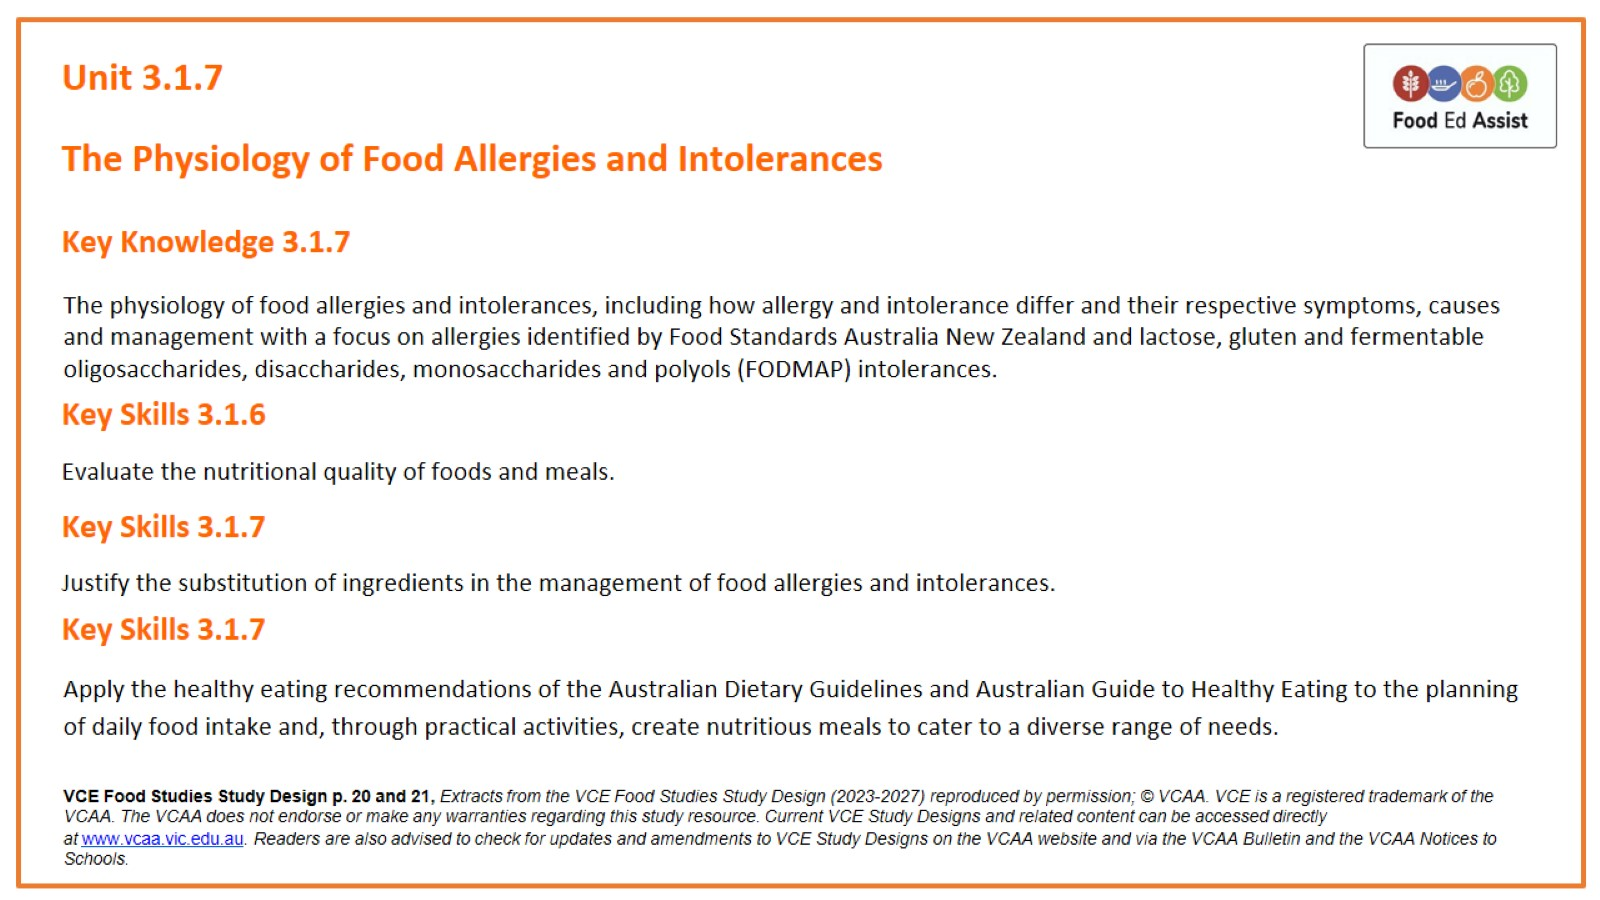 Unit 3.1.7
Food Ed Assist
The Physiology of Food Allergies and Intolerances
Key Knowledge 3.1.7
The physiology of food allergies and intolerances, including how allergy and intolerance differ and their respective symptoms, causes
and management with a focus on allergies identified by Food Standards Australia New Zealand and lactose, gluten and fermentable
oligosaccharides, disaccharides, monosaccharides and polyols (FODMAP) intolerances.
Key Skills 3.1.6
Evaluate the nutritional quality of foods and meals.
Key Skills 3.1.7
Justify the substitution of ingredients in the management of food allergies and intolerances.
Key Skills 3.1.7
Apply the healthy eating recommendations of the Australian Dietary Guidelines and Australian Guide to Healthy Eating to the planning
of daily food intake and, through practical activities, create nutritious meals to cater to a diverse range of needs.
VCE Food Studies Study Design p. 20 and 21, Extracts from the VCE Food Studies Study Design (2023-2027) reproduced by permission; © VCAA. VCE is a registered trademark of the
VCAA. The VCAA does not endorse or make any warranties regarding this study resource. Current VCE Study Designs and related content can be accessed directly
at www.vcaa.vic.edu.au. Readers are also advised to check for updates and amendments to VCE Study Designs on the VCAA website and via the VCAA Bulletin and the VCAA Notices to
Schools.